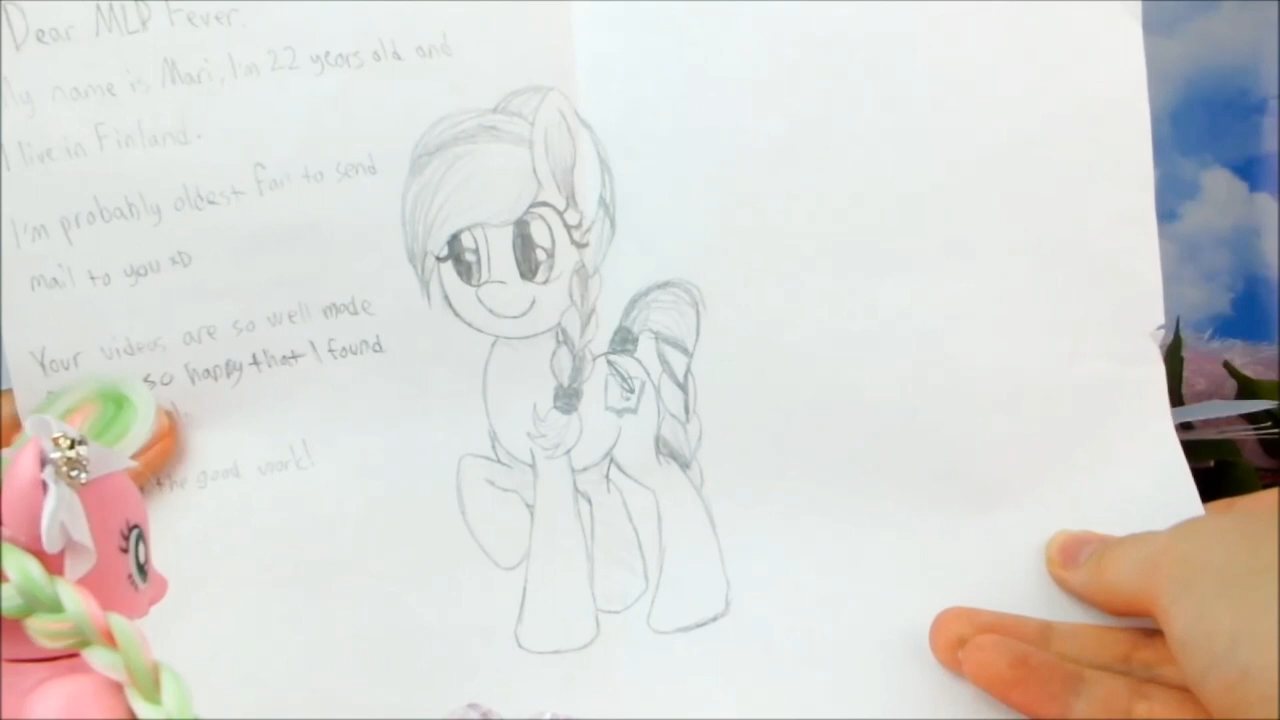 Dear MLP Fever.
My name is Mari, I'm 22 years old and
I live in Finland.
I'm probably oldest fan to send
mail to you xD
Your videos are so well made
so happy that I found
the good work!